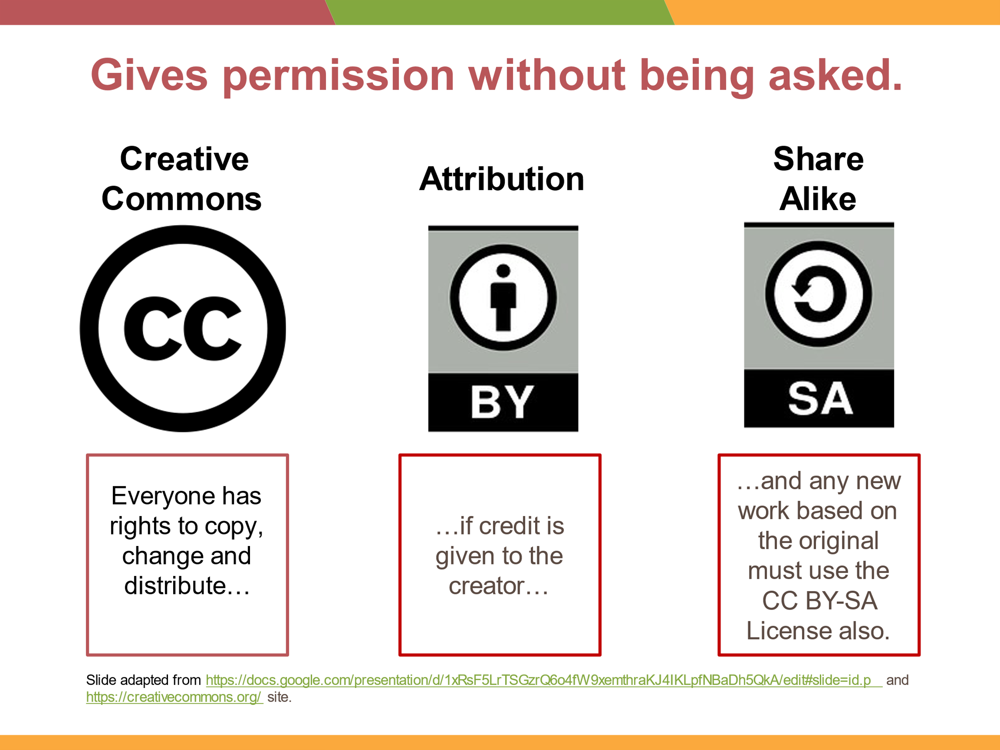 Gives permission without being asked.
Creative
Commons
cc
Everyone has
rights to copy,
change and
distribute…
Attribution
BY
…if credit is
given to the
creator…
Share
Alike
SA
…and any new
work based on
the original
must use the
CC BY-SA
License also.
Slide adapted from https://docs.google.com/presentation/d/1xRsF5LrTSGzrQ6o4fW9xemthraKJ4IKLpfNBaDh5QkA/edit#slide=id.p and
https://creativecommons.org/ site.